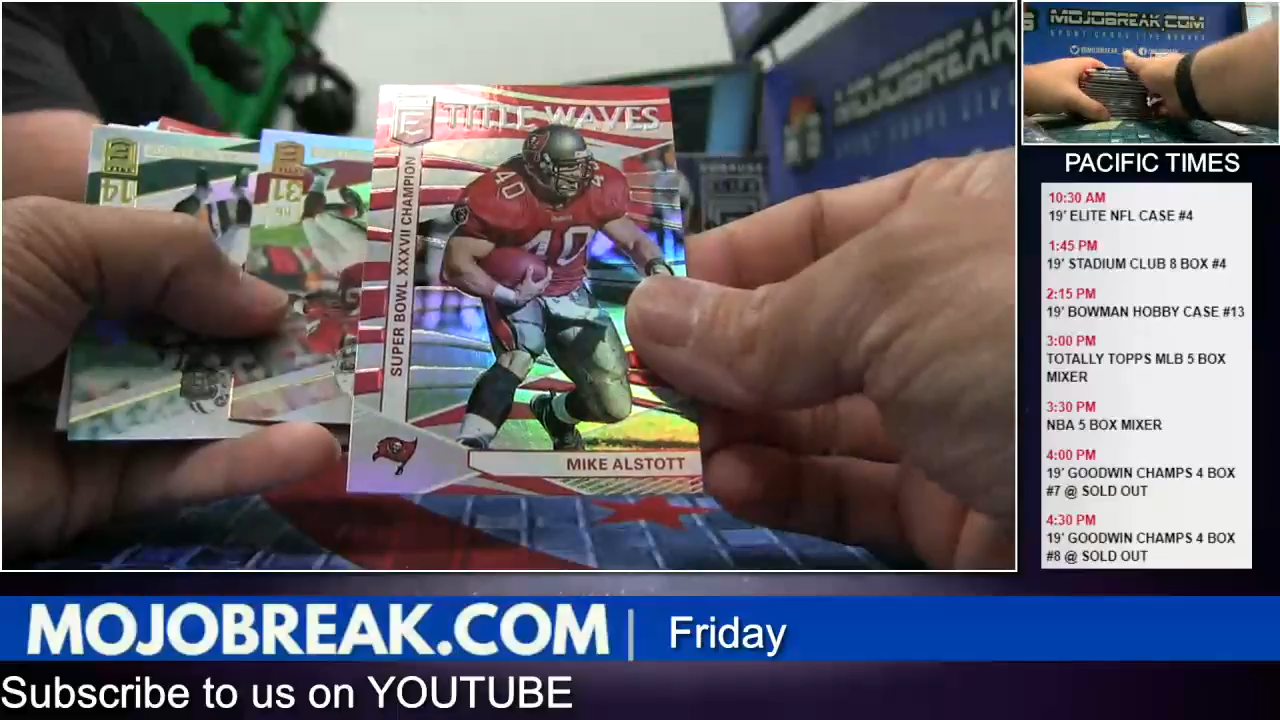 TITLE WAVES
SUPER BOWL XXXVII CHAMPION
40
40
MIKE ALSTOTT
14
31
MOJOBREAK.COM
PACIFIC TIMES
10:30 AM
19' ELITE NFL CASE #4
1:45 PM
19' STADIUM CLUB 8 BOX #4
2:15 PM
19' BOWMAN HOBBY CASE #13
3:00 PM
TOTALLY TOPPS MLB 5 BOX
MIXER
3:30 PM
NBA 5 BOX MIXER
4:00 PM
19' GOODWIN CHAMPS 4 BOX
#7 @ SOLD OUT
4:30 PM
19' GOODWIN CHAMPS 4 BOX
#8 @ SOLD OUT
MOJOBREAK.COM | Friday
Subscribe to us on YOUTUBE